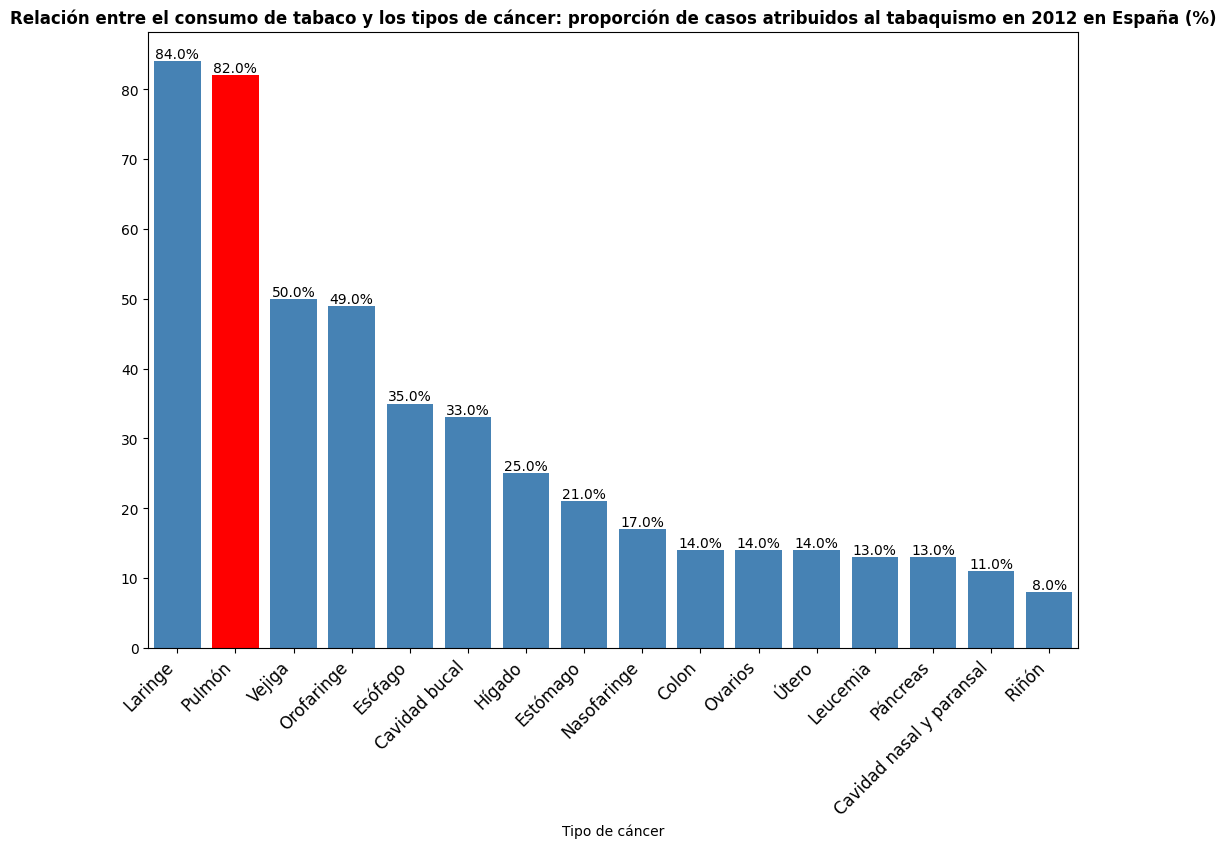 Relación entre el consumo de tabaco y los tipos de cáncer: proporción de casos atribuidos al tabaquismo en 2012 en España (%)
84.0%
82.0%
50.0%
49.0%
35.0%
33.0%
25.0%
21.0%
17.0%
14.0%
14.0%
14.0%
13.0%
13.0%
11.0%
8.0%
80
70
60
50
40
30
20
10
0
Laringe
Pulmón
Vejiga
Orofaringe
Esófago
Cavidad bucal
Hígado
Estómago
Nasofaringe
Colon
Ovarios
Útero
Leucemia
Páncreas
Cavidad nasal y paransal
Riñón
Tipo de cáncer